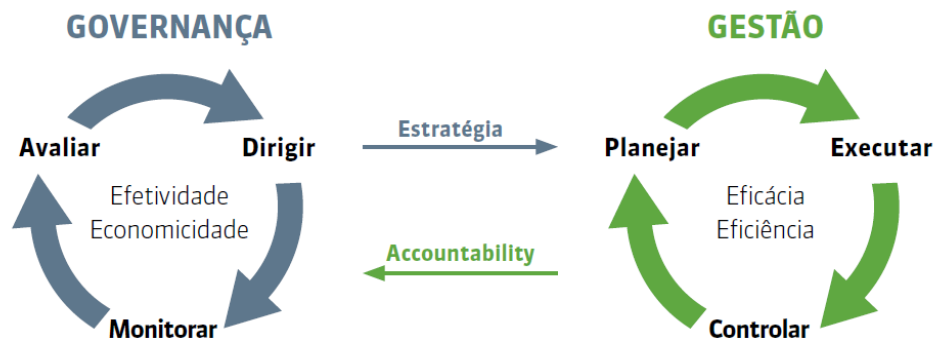 GOVERNANÇA
GESTÃO
Avaliar
Dirigir
Efetividade
Economicidade
Monitorar
Estratégia
Accountability
Planejar
Executar
Eficácia
Eficiência
Controlar